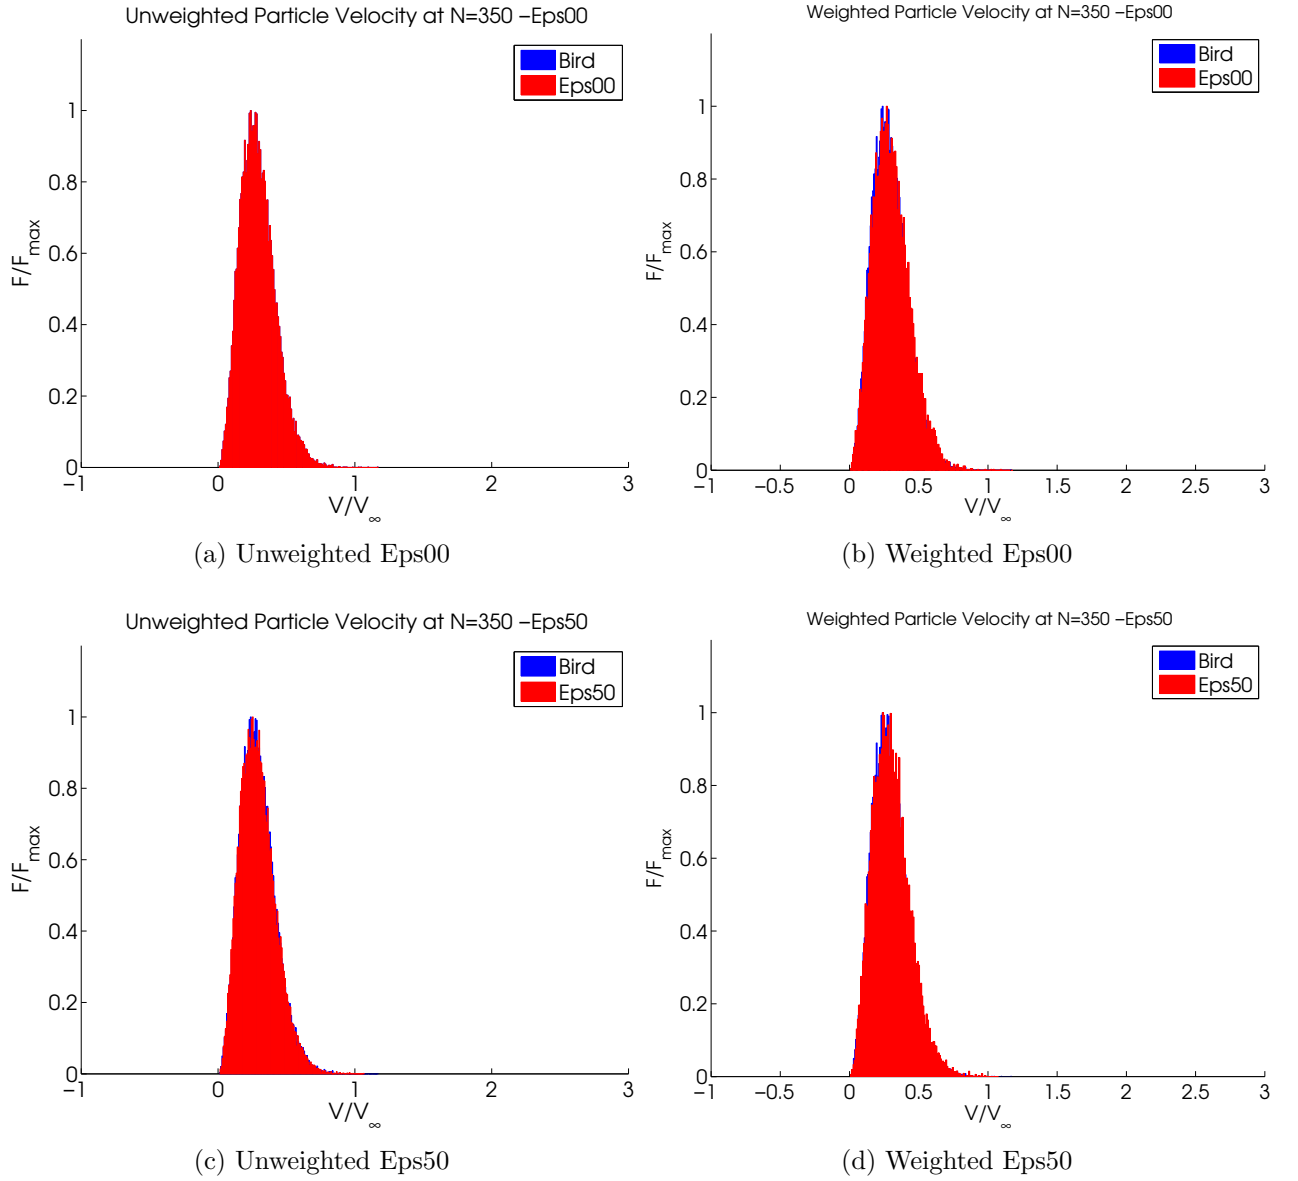 Unweighted Particle Velocity at N=350 −Eps00
Bird
Eps00
1
0.8
0.6
0.4
0.2
0
F/F_max
−1
0
1
2
3
V/V_∞
(a) Unweighted Eps00
Weighted Particle Velocity at N=350 −Eps00
Bird
Eps00
1
0.8
0.6
0.4
0.2
0
F/F_max
−1
−0.5
0
0.5
1
1.5
2
2.5
3
V/V_∞
(b) Weighted Eps00
Unweighted Particle Velocity at N=350 −Eps50
Bird
Eps50
1
0.8
0.6
0.4
0.2
0
F/F_max
−1
0
1
2
3
V/V_∞
(c) Unweighted Eps50
Weighted Particle Velocity at N=350 −Eps50
Bird
Eps50
1
0.8
0.6
0.4
0.2
0
F/F_max
−1
−0.5
0
0.5
1
1.5
2
2.5
3
V/V_∞
(d) Weighted Eps50